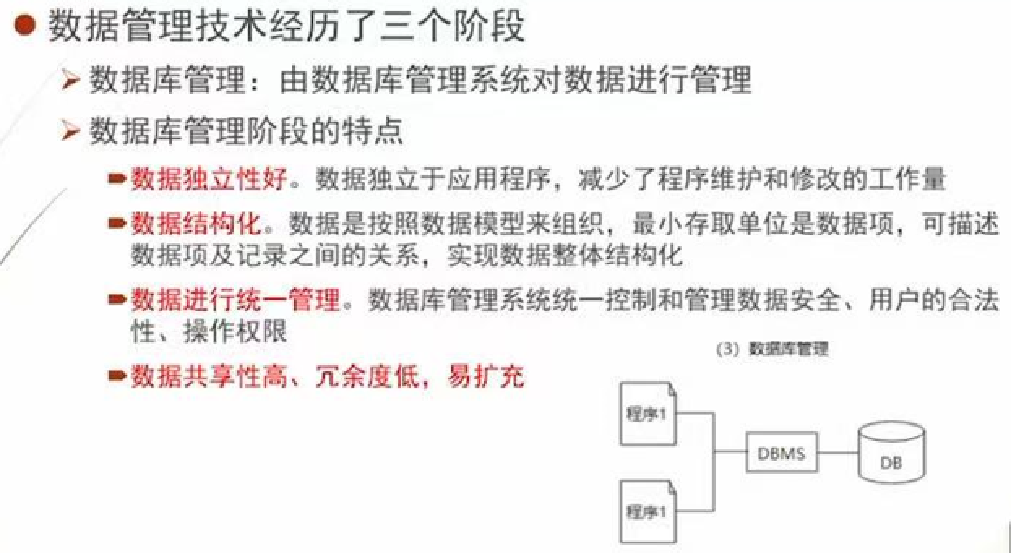 数据管理技术经历了三个阶段
数据库管理：由数据库管理系统对数据进行管理
数据库管理阶段的特点
数据独立性好。数据独立于应用程序，减少了程序维护和修改的工作量
数据结构化。数据是按照数据模型来组织，最小存取单位是数据项，可描述
数据项及记录之间的关系，实现数据整体结构化
数据进行统一管理。数据库管理系统统一控制和管理数据安全、用户的合法
性、操作权限
数据共享性高、冗余度低，易扩充
（3）数据库管理
程序1
DBMS
DB
程序1